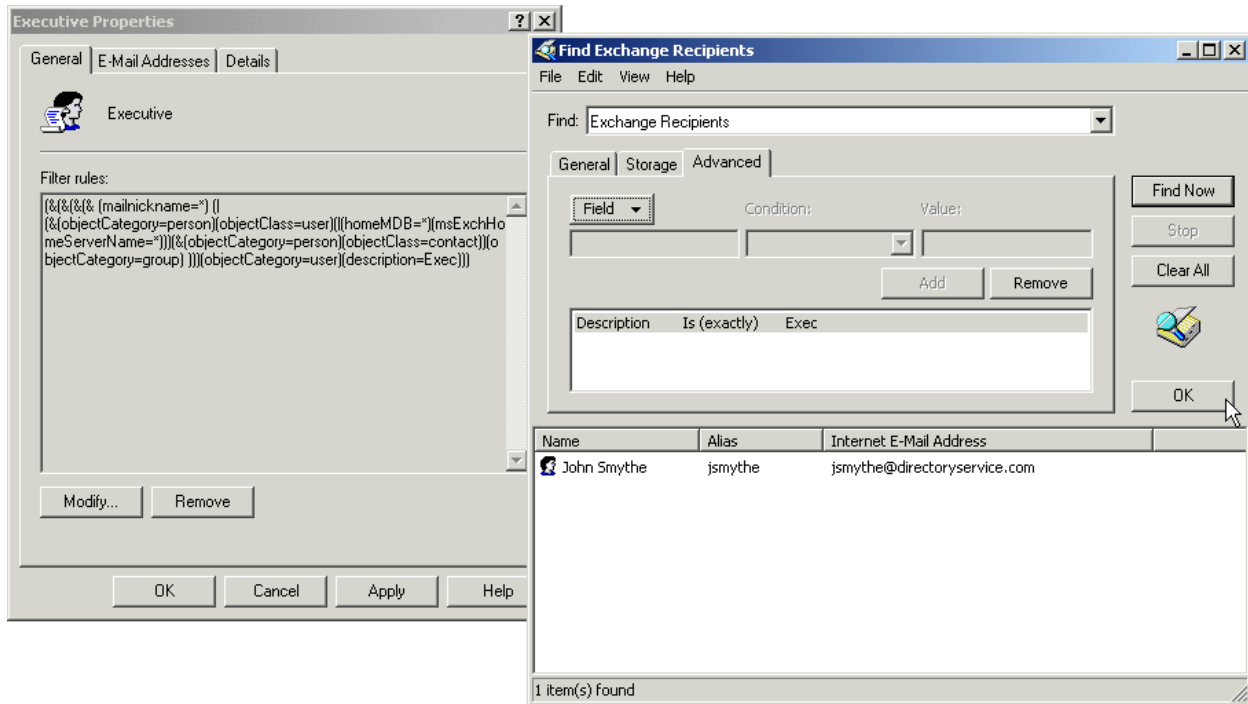 Executive Properties
General E-Mail Addresses Details
Executive
Filter rules:
(&(&(&(& (mailnickname=*) (|
(&(objectCategory=person)(objectClass=user)(|(homeMDB=*)(msExchHo
meServerName=*)))(&(objectCategory=person)(objectClass=contact))(o
bjectCategory=group) )))(objectCategory=user)(description=Exec)))
Modify... Remove
OK Cancel Apply Help
Find Exchange Recipients
File Edit View Help
Find: Exchange Recipients
General Storage Advanced
Field Condition: Value:
Add Remove
Description Is (exactly) Exec
Find Now
Stop
Clear All
OK
Name Alias Internet E-Mail Address
John Smythe jsmythe jsmythe@directoryservice.com
1 item(s) found